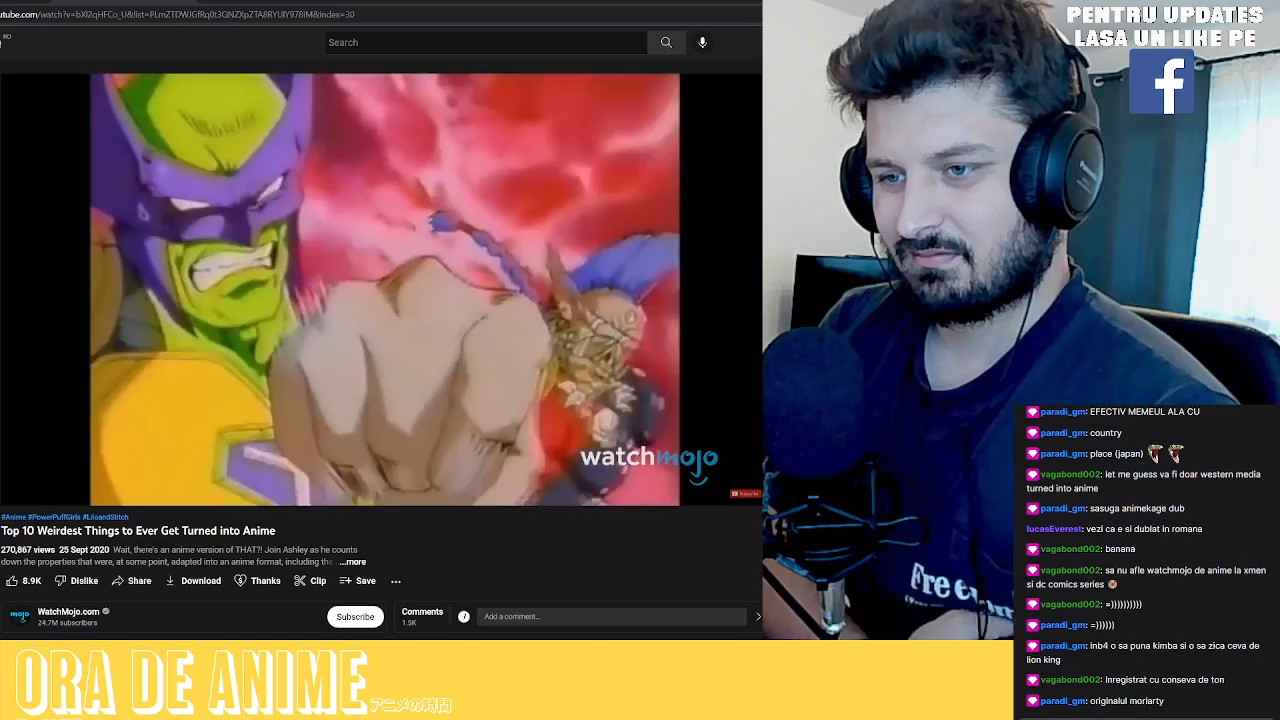 utube.com/watch?v=bXl2qHFCo_U&list=PLmZTDWJGfRq0t3QNZXpZTA8RYUlY978IM&index=30
RO
Search
PENTRU UPDATES
LASA UN LIKE PE
f
watchmojo
Subscribe
#Anime #PowerPuffGirls #LiloandStitch
Top 10 Weirdest Things to Ever Get Turned into Anime
270,867 views 25 Sept 2020 Wait, there's an anime version of THAT?! Join Ashley as he counts
down the properties that were, at some point, adapted into an anime format, including the ...more
8.9K Dislike Share Download Thanks Clip Save
mojo
WatchMojo.com
24.7M subscribers
Subscribe
Comments
1.5K
Add a comment...
paradi_gm: EFECTIV MEMEUL ALA CU
paradi_gm: country
paradi_gm: place (japan)
vagabond002: let me guess va fi doar western media
turned into anime
paradi_gm: sasuga animekage dub
lucasEverest: vezi ca e si dublat in romana
vagabond002: banana
vagabond002: sa nu afle watchmojo de anime la xmen
si dc comics series
vagabond002: =))))))))))
paradi_gm: =))))))
paradi_gm: inb4 o sa puna kimba si o sa zica ceva de
lion king
vagabond002: Inregistrat cu conserva de ton
paradi_gm: originalul moriarty
ORA DE ANIME
アニメの時間